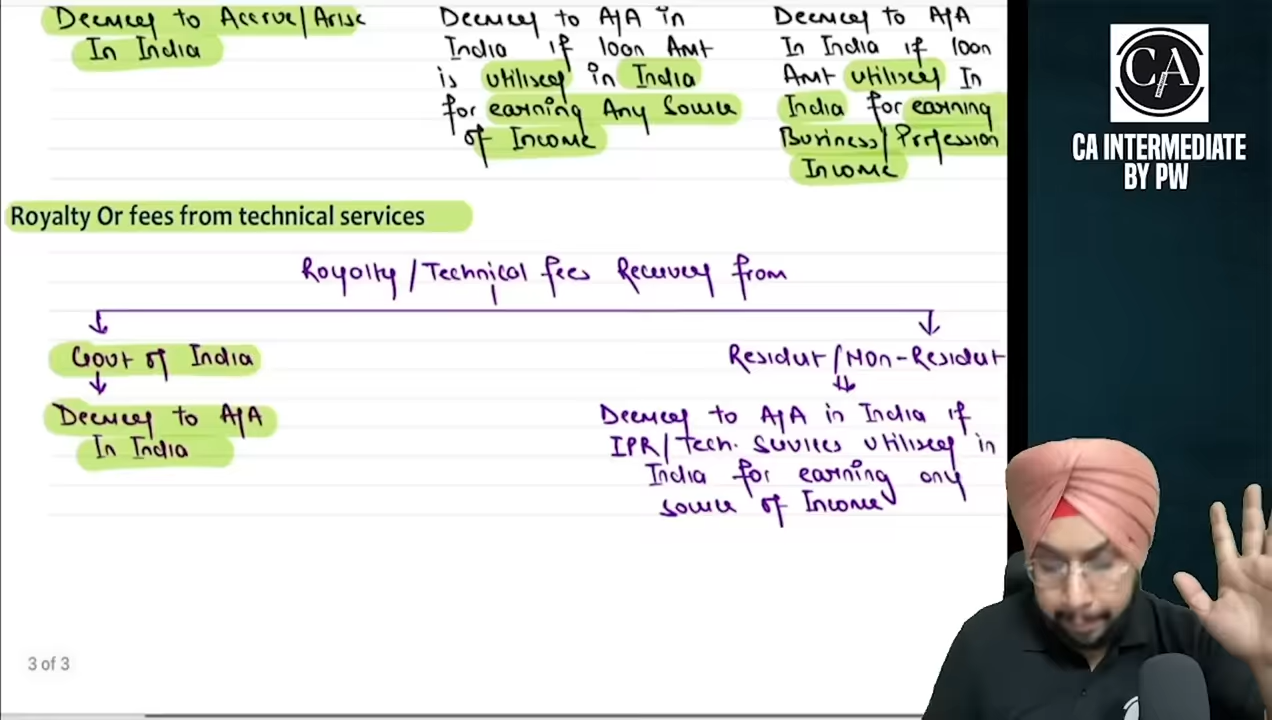 Deemed to Accrue/Arise
In India
Deemed to A/A in
India if loan Amt
is utilised in India
for earning Any Source
of Income
Deemed to A/A
In India if loan
Amt utilised In
India for earning
Business/Profession
Income
CA
CA INTERMEDIATE
BY PW
Royalty Or fees from technical services
Royalty/Technical fees Received from
Govt of India
Deemed to A/A
In India
Resident/Non-Resident
Deemed to A/A in India if
IPR/Tech. Services utilised in
India for earning any
source of Income
3 of 3